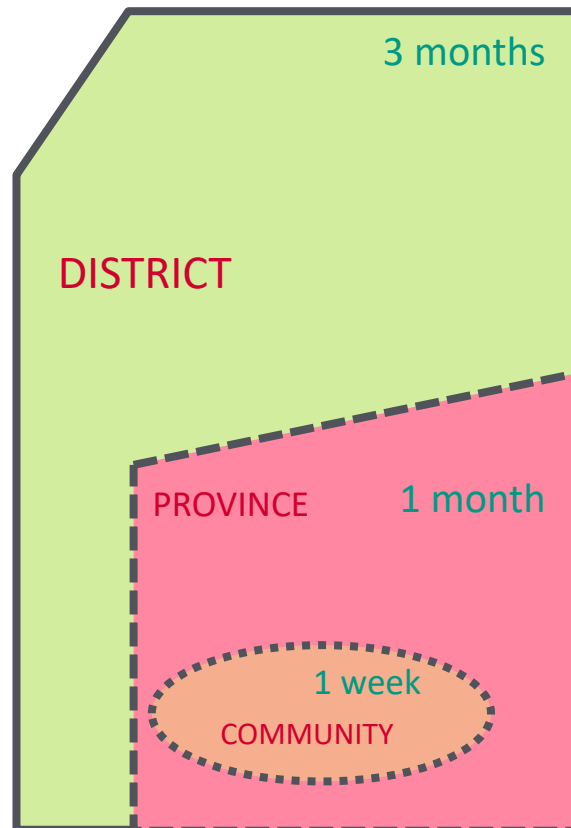 3 months
DISTRICT
PROVINCE
1 month
1 week
COMMUNITY